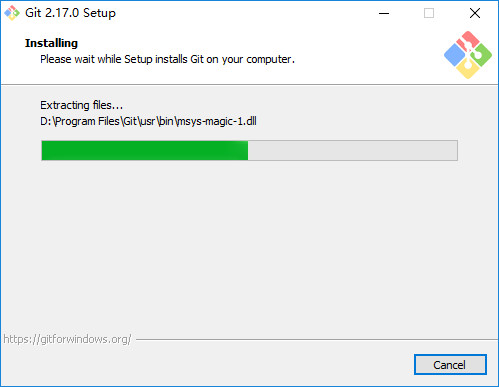 Git 2.17.0 Setup
Installing
Please wait while Setup installs Git on your computer.
Extracting files...
D:\Program Files\Git\usr\bin\msys-magic-1.dll
https://gitforwindows.org/
Cancel